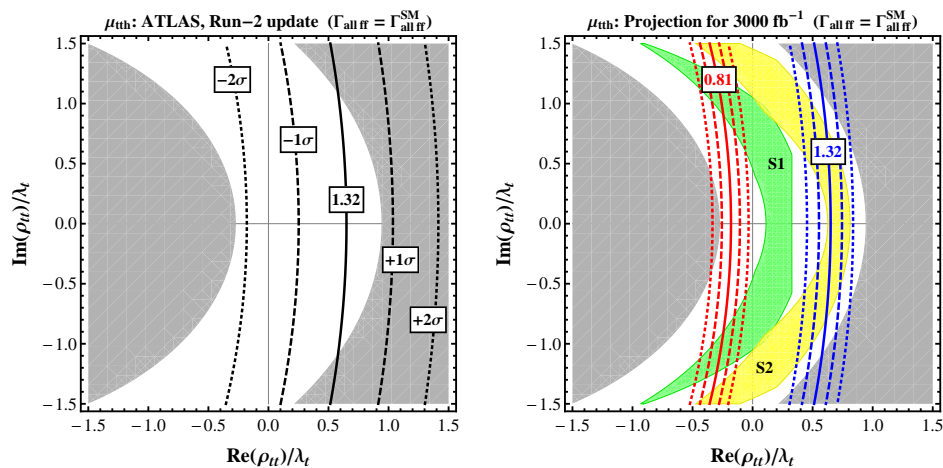 μtth: ATLAS, Run−2 update (Γall ff = Γ^SM_all ff)
1.5
1.0
0.5
0.0
−0.5
−1.0
−1.5
−1.5
−1.0
−0.5
0.0
0.5
1.0
1.5
Im(ρtt)/λt
Re(ρtt)/λt
−2σ
−1σ
1.32
+1σ
+2σ
μtth: Projection for 3000 fb⁻¹ (Γall ff = Γ^SM_all ff)
1.5
1.0
0.5
0.0
−0.5
−1.0
−1.5
−1.5
−1.0
−0.5
0.0
0.5
1.0
1.5
Im(ρtt)/λt
Re(ρtt)/λt
0.81
S1
1.32
S2